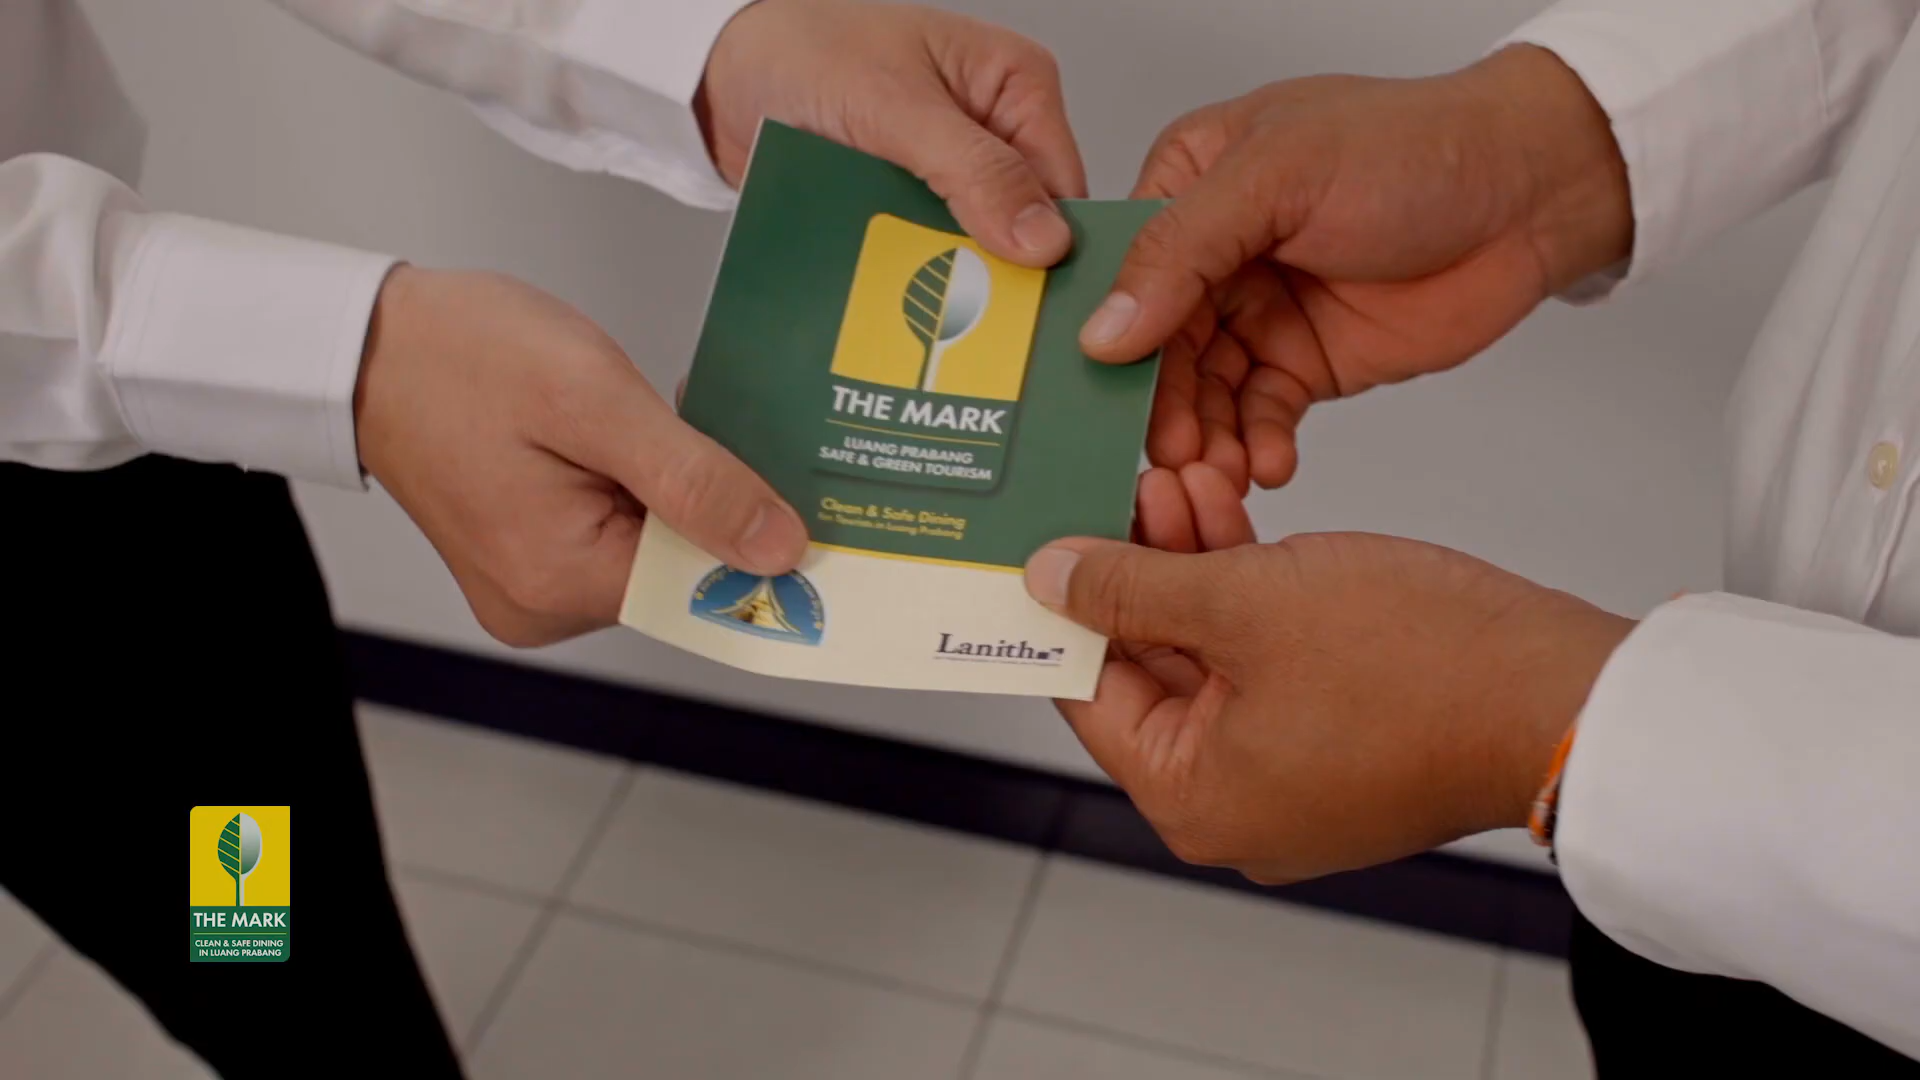 THE MARK
LUANG PRABANG
SAFE & GREEN TOURISM
Clean & Safe Dining
for Tourists in Luang Prabang
Lanith
THE MARK
CLEAN & SAFE DINING
IN LUANG PRABANG